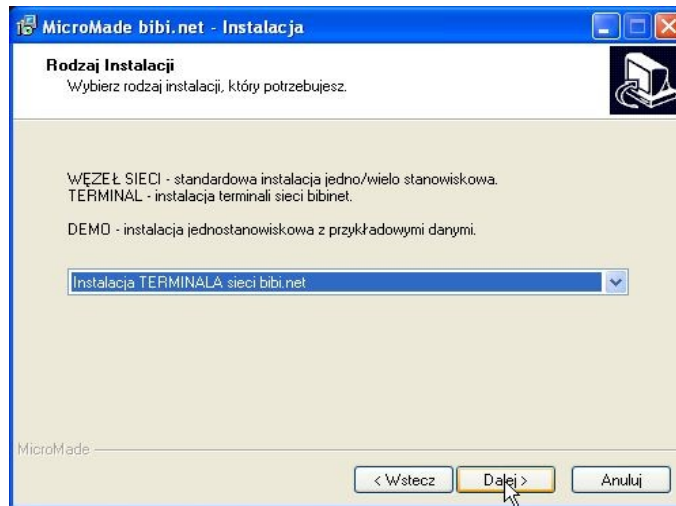 MicroMade bibi.net - Instalacja
Rodzaj Instalacji
Wybierz rodzaj instalacji, który potrzebujesz.
WĘZEŁ SIECI - standardowa instalacja jedno/wielo stanowiskowa.
TERMINAL - instalacja terminali sieci bibinet.
DEMO - instalacja jednostanowiskowa z przykładowymi danymi.
Instalacja TERMINALA sieci bibi.net
MicroMade
< Wstecz Dalej > Anuluj